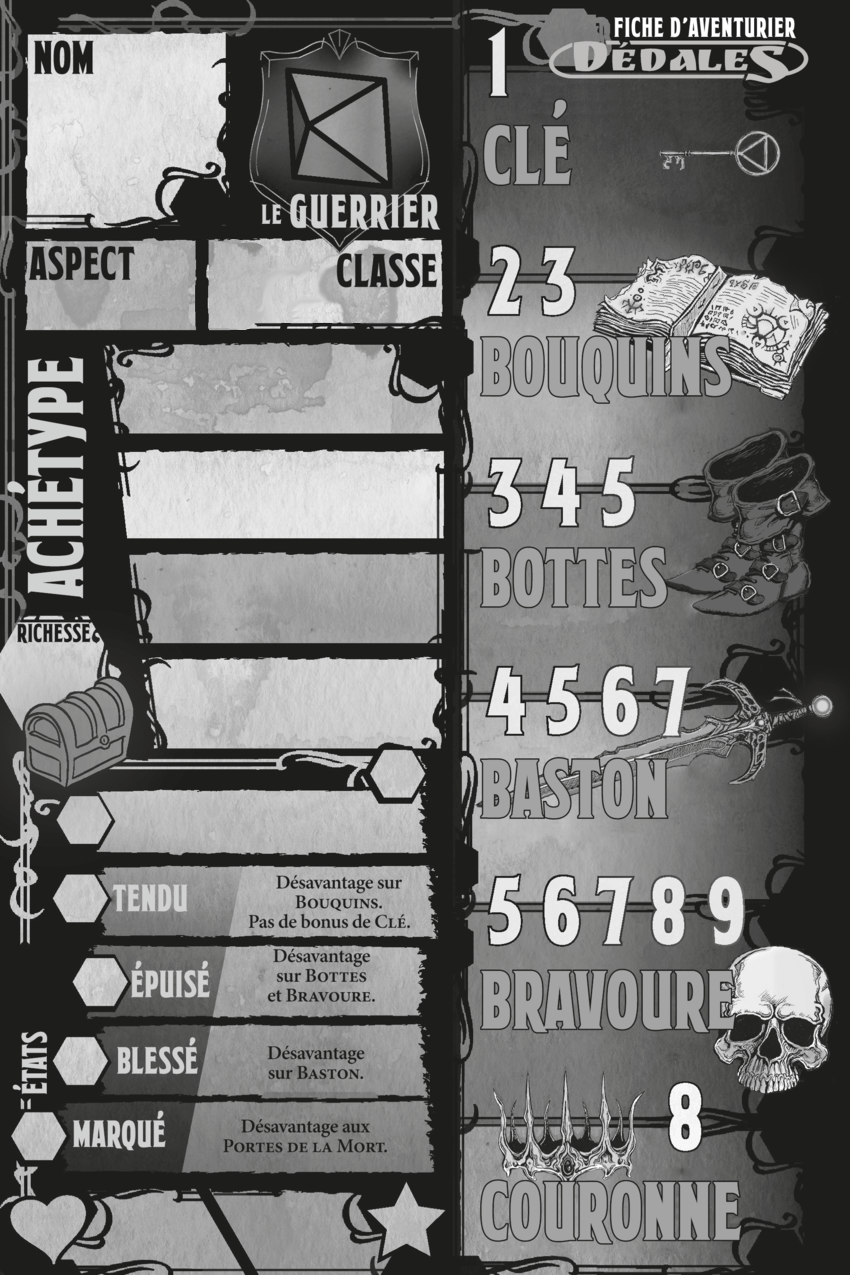 NOM
LE GUERRIER
ASPECT
CLASSE
ACHÉTYPE
RICHESSE
TENDU
Désavantage sur
BOUQUINS.
Pas de bonus de CLÉ.
ÉPUISÉ
Désavantage
sur BOTTES
et BRAVOURE.
BLESSÉ
Désavantage
sur BASTON.
ÉTATS
MARQUÉ
Désavantage aux
PORTES DE LA MORT.
FICHE D'AVENTURIER
DÉDALES
1
CLÉ
2 3
BOUQUINS
3 4 5
BOTTES
4 5 6 7
BASTON
5 6 7 8 9
BRAVOURE
8
COURONNE